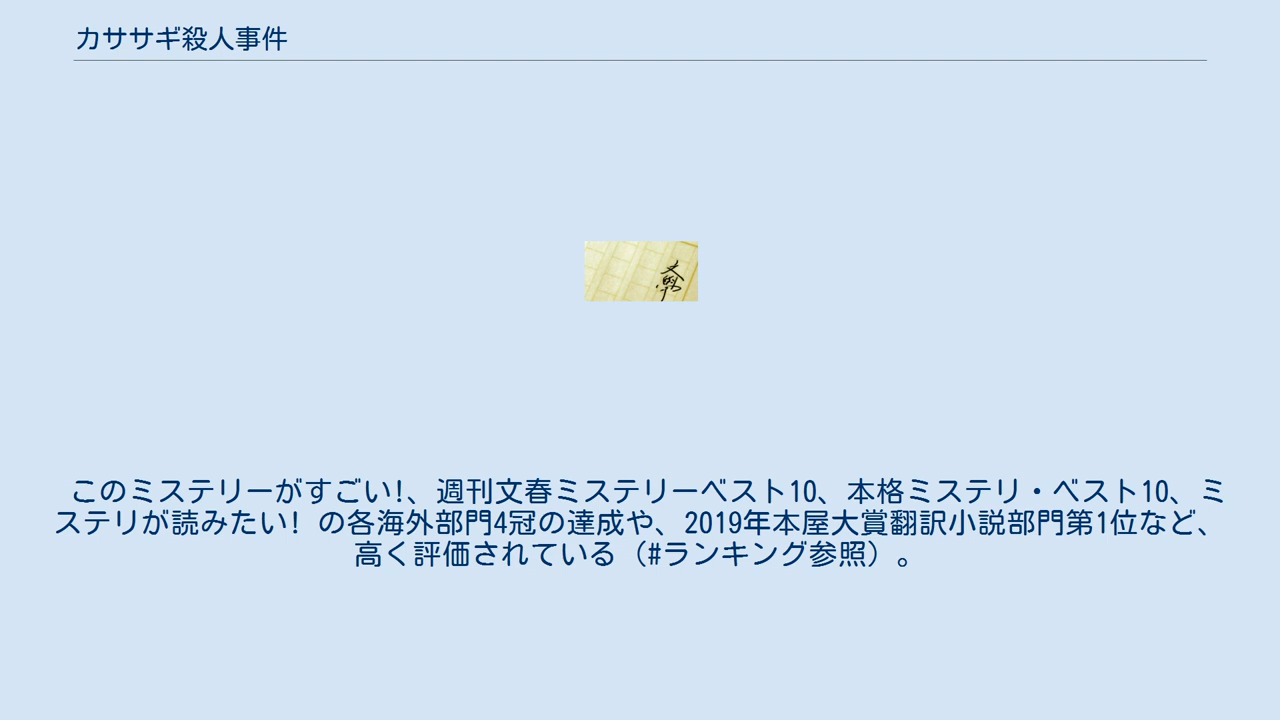 カササギ殺人事件
このミステリーがすごい!、週刊文春ミステリーベスト10、本格ミステリ・ベスト10、ミ
ステリが読みたい! の各海外部門4冠の達成や、2019年本屋大賞翻訳小説部門第1位など、
高く評価されている（#ランキング参照）。